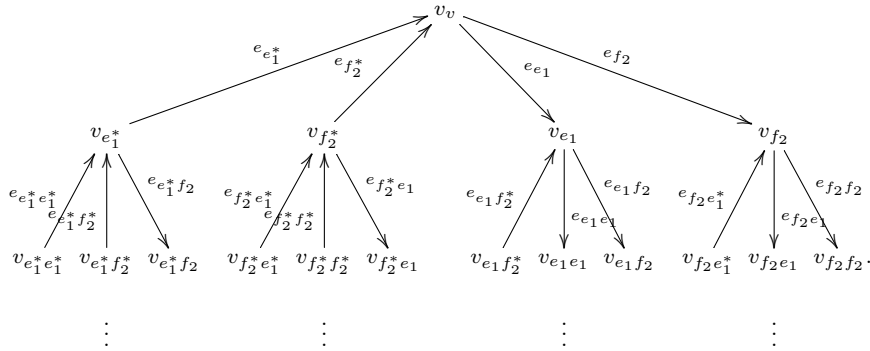 v_v
e_{e_1^*} e_{f_2^*} e_{e_1} e_{f_2}
v_{e_1^*} v_{f_2^*} v_{e_1} v_{f_2}
e_{e_1^* e_1^*} e_{e_1^* f_2^*} e_{e_1^* f_2} e_{f_2^* e_1^*} e_{f_2^* f_2^*} e_{f_2^* e_1} e_{e_1 f_2^*} e_{e_1 e_1} e_{e_1 f_2} e_{f_2 e_1^*} e_{f_2 e_1} e_{f_2 f_2}
v_{e_1^* e_1^*} v_{e_1^* f_2^*} v_{e_1^* f_2} v_{f_2^* e_1^*} v_{f_2^* f_2^*} v_{f_2^* e_1} v_{e_1 f_2^*} v_{e_1 e_1} v_{e_1 f_2} v_{f_2 e_1^*} v_{f_2 e_1} v_{f_2 f_2}.
⋮ ⋮ ⋮ ⋮